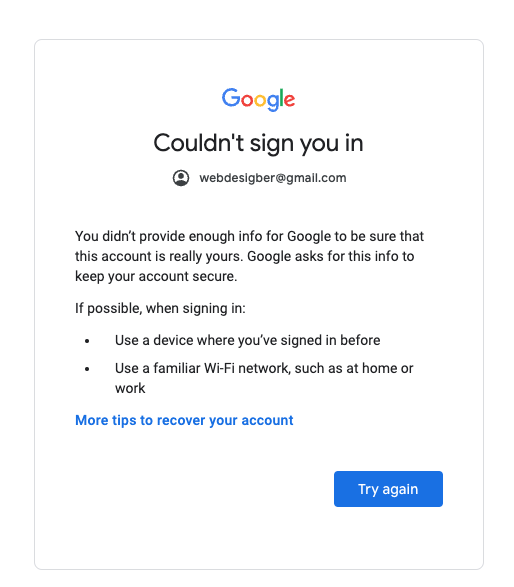 Google
Couldn't sign you in
webdesigber@gmail.com
You didn’t provide enough info for Google to be sure that
this account is really yours. Google asks for this info to
keep your account secure.
If possible, when signing in:
• Use a device where you’ve signed in before
• Use a familiar Wi-Fi network, such as at home or
work
More tips to recover your account
Try again